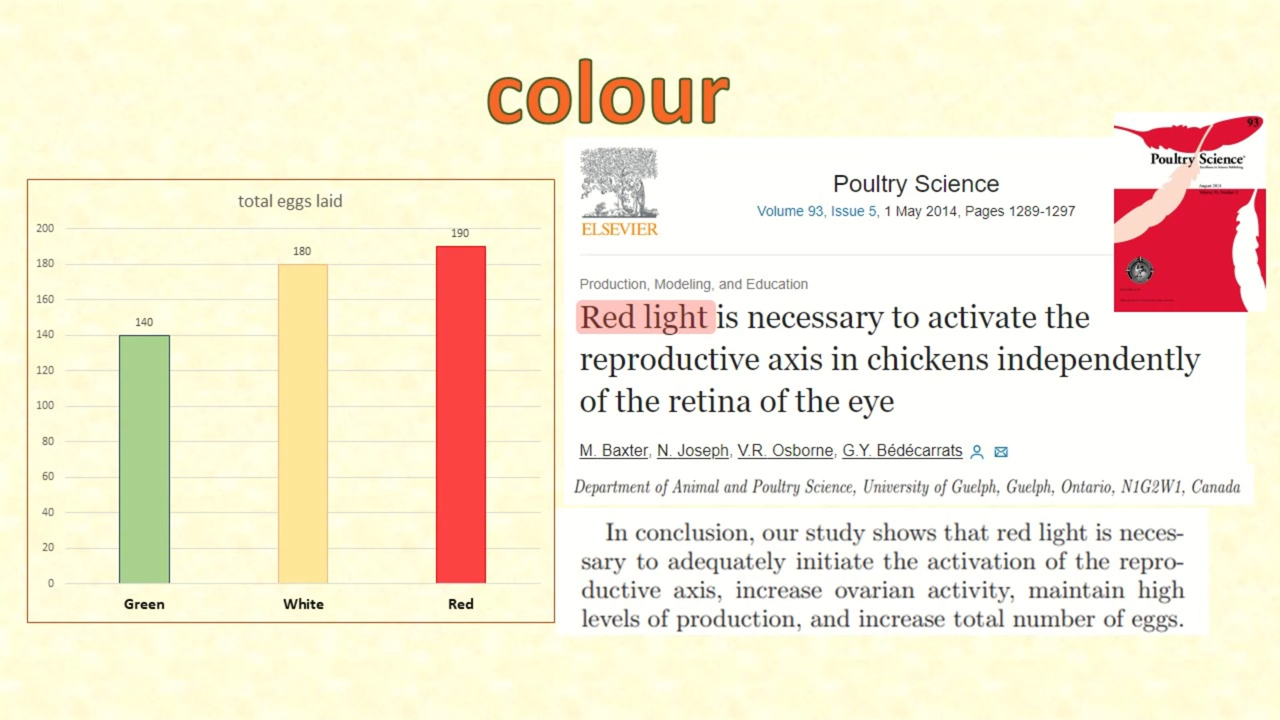 colour
total eggs laid
200
180
160
140
120
100
80
60
40
20
0
140
180
190
Green
White
Red
ELSEVIER
Poultry Science
Volume 93, Issue 5, 1 May 2014, Pages 1289-1297
93
Poultry Science
August 2014
Production, Modeling, and Education
Red light is necessary to activate the
reproductive axis in chickens independently
of the retina of the eye
M. Baxter, N. Joseph, V.R. Osborne, G.Y. Bédécarrats
Department of Animal and Poultry Science, University of Guelph, Guelph, Ontario, N1G2W1, Canada
In conclusion, our study shows that red light is neces-
sary to adequately initiate the activation of the repro-
ductive axis, increase ovarian activity, maintain high
levels of production, and increase total number of eggs.